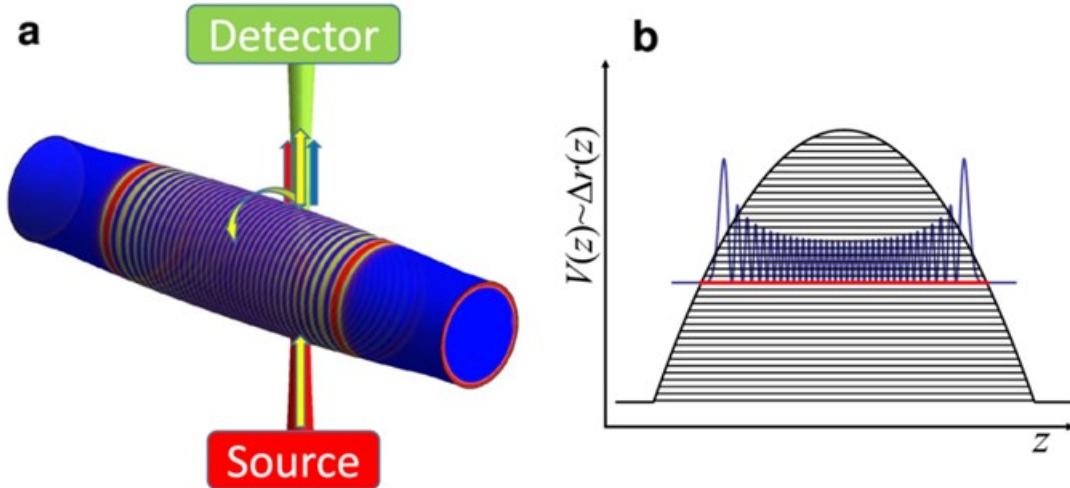 a
Detector
Source
b
V(z)~Δr(z)
z